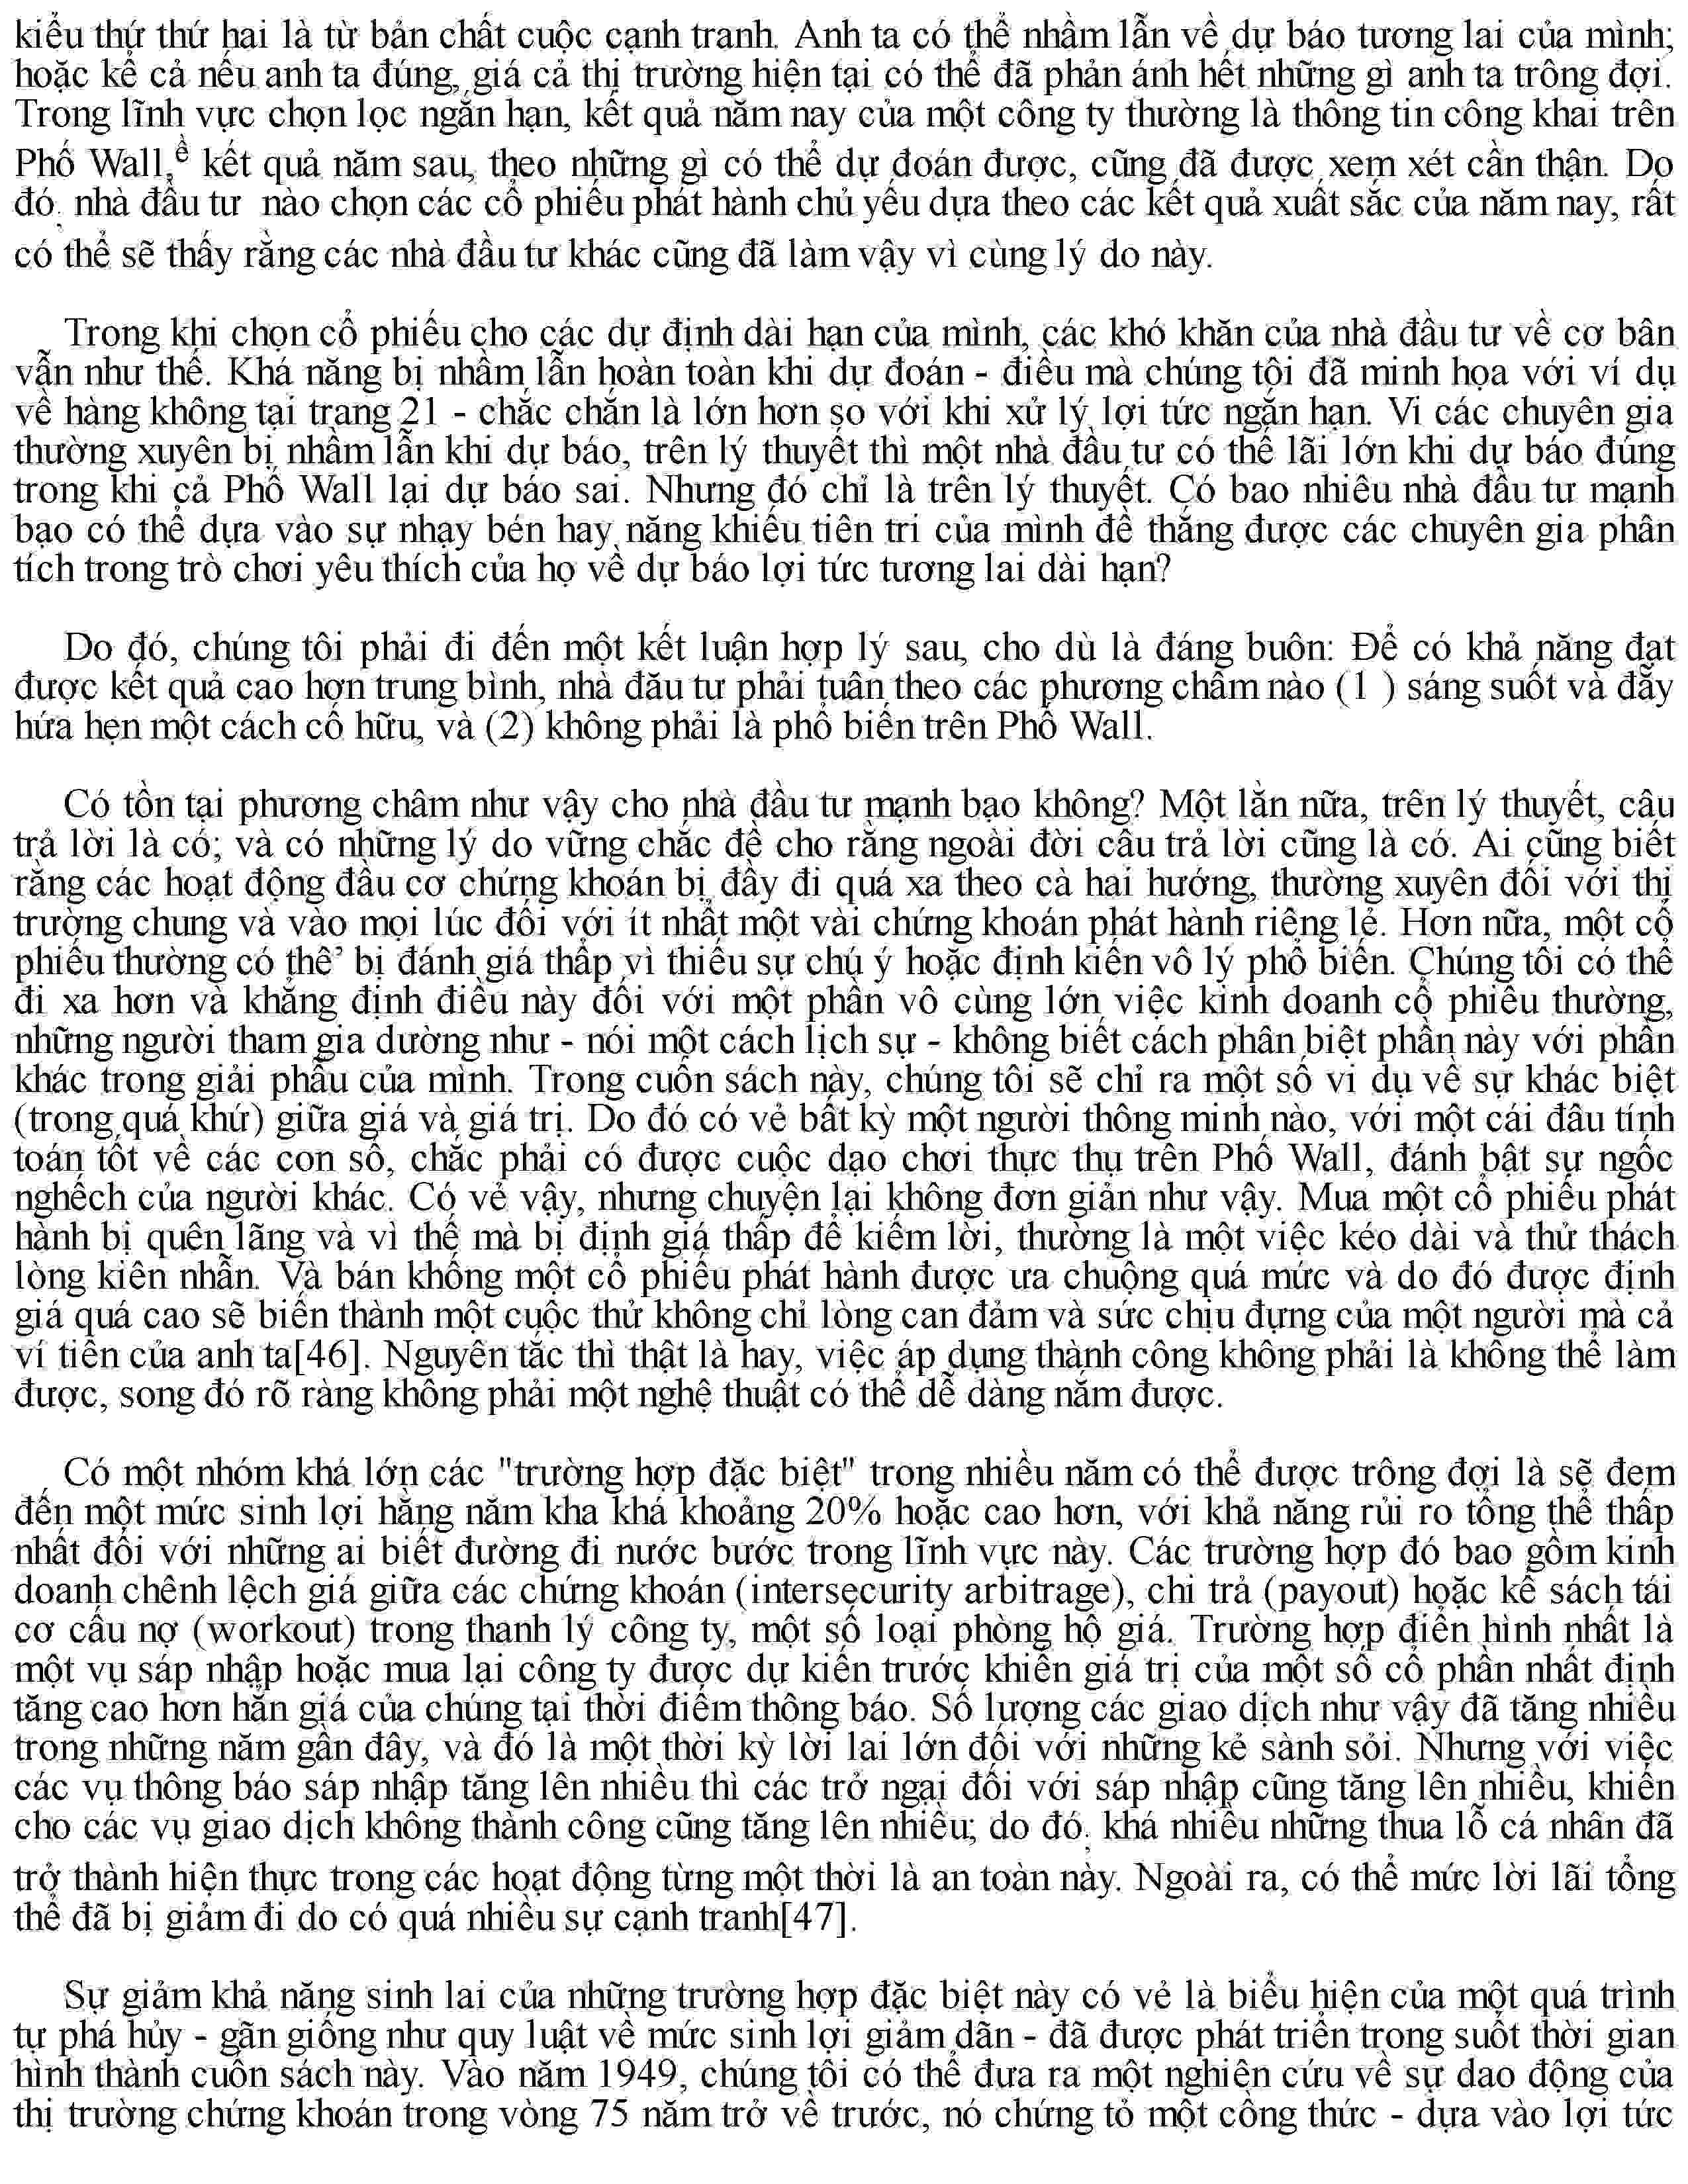 kiểu thứ thứ hai là từ bản chất cuộc cạnh tranh. Anh ta có thể nhầm lẫn về dự báo tương lai của mình;
hoặc kể cả nếu anh ta đúng, giá cả thị trường hiện tại có thể đã phản ánh hết những gì anh ta trông đợi.
Trong lĩnh vực chọn lọc ngắn hạn, kết quả năm nay của một công ty thường là thông tin công khai trên
Phố Wall,ề kết quả năm sau, theo những gì có thể dự đoán được, cũng đã được xem xét cẩn thận. Do
đó. nhà đầu tư nào chọn các cổ phiếu phát hành chủ yếu dựa theo các kết quả xuất sắc của năm nay, rất
có thể sẽ thấy rằng các nhà đầu tư khác cũng đã làm vậy vì cùng lý do này.
Trong khi chọn cổ phiếu cho các dự định dài hạn của mình, các khó khăn của nhà đầu tư về cơ bân
vẫn như thế. Khá năng bị nhầm lẫn hoàn toàn khi dự đoán - điều mà chúng tôi đã minh họa với ví dụ
về hàng không tại trang 21 - chắc chắn là lớn hơn so với khi xử lý lợi tức ngắn hạn. Vi các chuyên gia
thường xuyên bị nhầm lẫn khi dự báo, trên lý thuyết thì một nhà đầu tư có thể lãi lớn khi dự báo đúng
trong khi cả Phố Wall lại dự báo sai. Nhưng đó chỉ là trên lý thuyết. Có bao nhiêu nhà đầu tư mạnh
bạo có thể dựa vào sự nhạy bén hay năng khiếu tiên tri của mình đề thắng được các chuyên gia phân
tích trong trò chơi yêu thích của họ về dự báo lợi tức tương lai dài hạn?
Do đó, chúng tôi phải đi đến một kết luận hợp lý sau, cho dù là đáng buôn: Để có khả năng đạt
được kết quả cao hơn trung bình, nhà đău tư phải tuân theo các phương châm nào (1 ) sáng suốt và đẫy
hứa hẹn một cách cố hữu, và (2) không phải là phổ biến trên Phố Wall.
Có tồn tại phương châm như vậy cho nhà đầu tư mạnh bạo không? Một lằn nữa, trên lý thuyết, câu
trả lời là có; và có những lý do vững chắc đề cho rằng ngoài đời câu trả lời cũng là có. Ai cũng biết
rằng các hoạt động đầu cơ chứng khoán bị đầy đi quá xa theo cà hai hướng, thường xuyên đối với thị
trường chung và vào mọi lúc đối với ít nhất một vài chứng khoán phát hành riêng lẻ. Hơn nữa, một cổ
phiếu thường có thê’ bị đánh giá thấp vì thiếu sự chú ý hoặc định kiến vô lý phổ biến. Chúng tôi có thể
đi xa hơn và khẳng định điều này đối với một phần vô cùng lớn việc kinh doanh cổ phiếu thường,
những người tham gia dường như - nói một cách lịch sự - không biết cách phân biệt phần này với phần
khác trong giải phẫu của mình. Trong cuốn sách này, chúng tôi sẽ chỉ ra một số vi dụ về sự khác biệt
(trong quá khứ) giữa giá và giá trị. Do đó có vẻ bất kỳ một người thông minh nào, với một cái đâu tính
toán tốt về các con số, chắc phải có được cuộc dạo chơi thực thụ trên Phố Wall, đánh bật sự ngốc
nghếch của người khác. Có vẻ vậy, nhưng chuyện lại không đơn giản như vậy. Mua một cổ phiếu phát
hành bị quên lãng và vì thế mà bị định giá thấp để kiếm lời, thường là một việc kéo dài và thử thách
lòng kiên nhẫn. Và bán khống một cổ phiếu phát hành được ưa chuộng quá mức và do đó được định
giá quá cao sẽ biến thành một cuộc thử không chỉ lòng can đảm và sức chịu đựng của một người mà cả
ví tiền của anh ta[46]. Nguyên tắc thì thật là hay, việc áp dụng thành công không phải là không thể làm
được, song đó rõ ràng không phải một nghệ thuật có thể dễ dàng nắm được.
Có một nhóm khá lớn các "trường hợp đặc biệt" trong nhiều năm có thể được trông đợi là sẽ đem
đến một mức sinh lợi hằng năm kha khá khoảng 20% hoặc cao hơn, với khả năng rủi ro tổng thể thấp
nhất đối với những ai biết đường đi nước bước trong lĩnh vực này. Các trường hợp đó bao gồm kinh
doanh chênh lệch giá giữa các chứng khoán (intersecurity arbitrage), chi trả (payout) hoặc kế sách tái
cơ cấu nợ (workout) trong thanh lý công ty, một số loại phòng hộ giá. Trường hợp điển hình nhất là
một vụ sáp nhập hoặc mua lại công ty được dự kiến trước khiến giá trị của một số cổ phần nhất định
tăng cao hơn hẳn giá của chúng tại thời điểm thông báo. Số lượng các giao dịch như vậy đã tăng nhiều
trong những năm gần đây, và đó là một thời kỳ lời lai lớn đối với những kẻ sành sỏi. Nhưng với việc
các vụ thông báo sáp nhập tăng lên nhiều thì các trở ngại đối với sáp nhập cũng tăng lên nhiều, khiến
cho các vụ giao dịch không thành công cũng tăng lên nhiều; do đó. khá nhiều những thua lỗ cá nhân đã
trở thành hiện thực trong các hoạt động từng một thời là an toàn này. Ngoài ra, có thể mức lời lãi tổng
thể đã bị giảm đi do có quá nhiều sự cạnh tranh[47].
Sự giảm khả năng sinh lai của những trường hợp đặc biệt này có vẻ là biểu hiện của một quá trình
tự phá hủy - gãn giống như quy luật về mức sinh lợi giảm dãn - đã được phát triển trong suốt thời gian
hình thành cuốn sách này. Vào năm 1949, chúng tôi có thể đưa ra một nghiên cứu về sự dao động của
thị trường chứng khoán trong vòng 75 năm trở về trước, nó chứng tỏ một công thức - dựa vào lợi tức